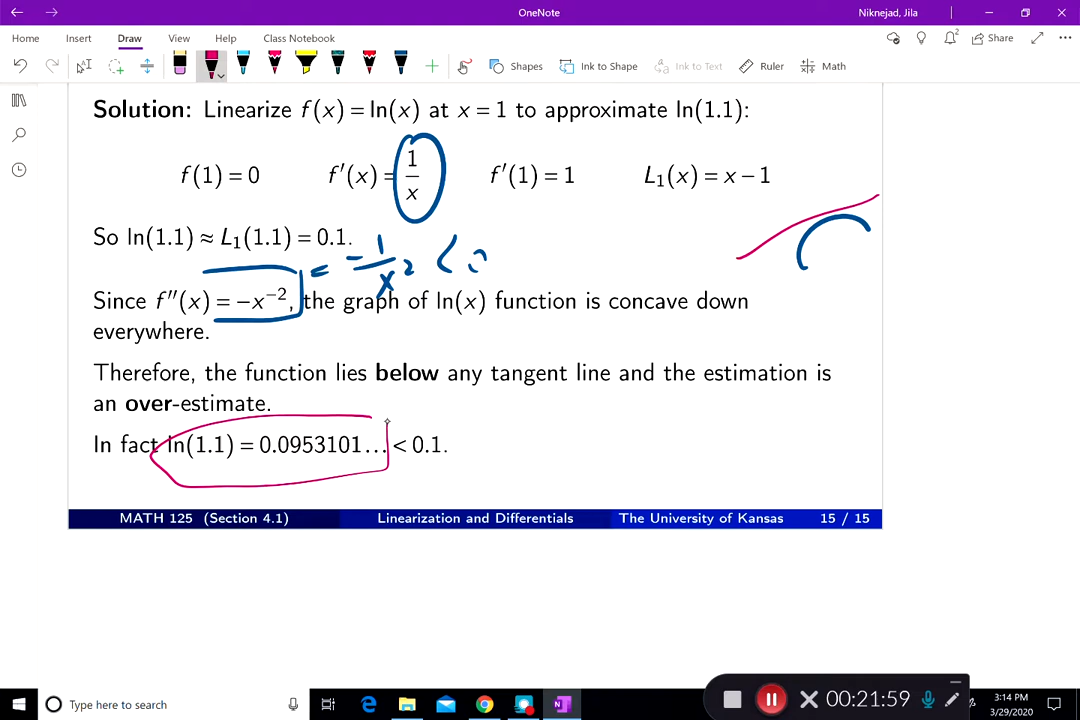 OneNote
Niknejad, Jila
Home Insert Draw View Help Class Notebook
2
Share
Shapes Ink to Shape Ink to Text Ruler Math
Solution: Linearize f(x) = ln(x) at x = 1 to approximate ln(1.1):
f(1) = 0 f′(x) = 1/x f′(1) = 1 L₁(x) = x − 1
So ln(1.1) ≈ L₁(1.1) = 0.1.
= −1/x² < 0
Since f″(x) = −x⁻², the graph of ln(x) function is concave down
everywhere.
Therefore, the function lies below any tangent line and the estimation is
an over-estimate.
In fact ln(1.1) = 0.0953101… < 0.1.
MATH 125 (Section 4.1) Linearization and Differentials The University of Kansas 15 / 15
Type here to search
00:21:59
3:14 PM
3/29/2020